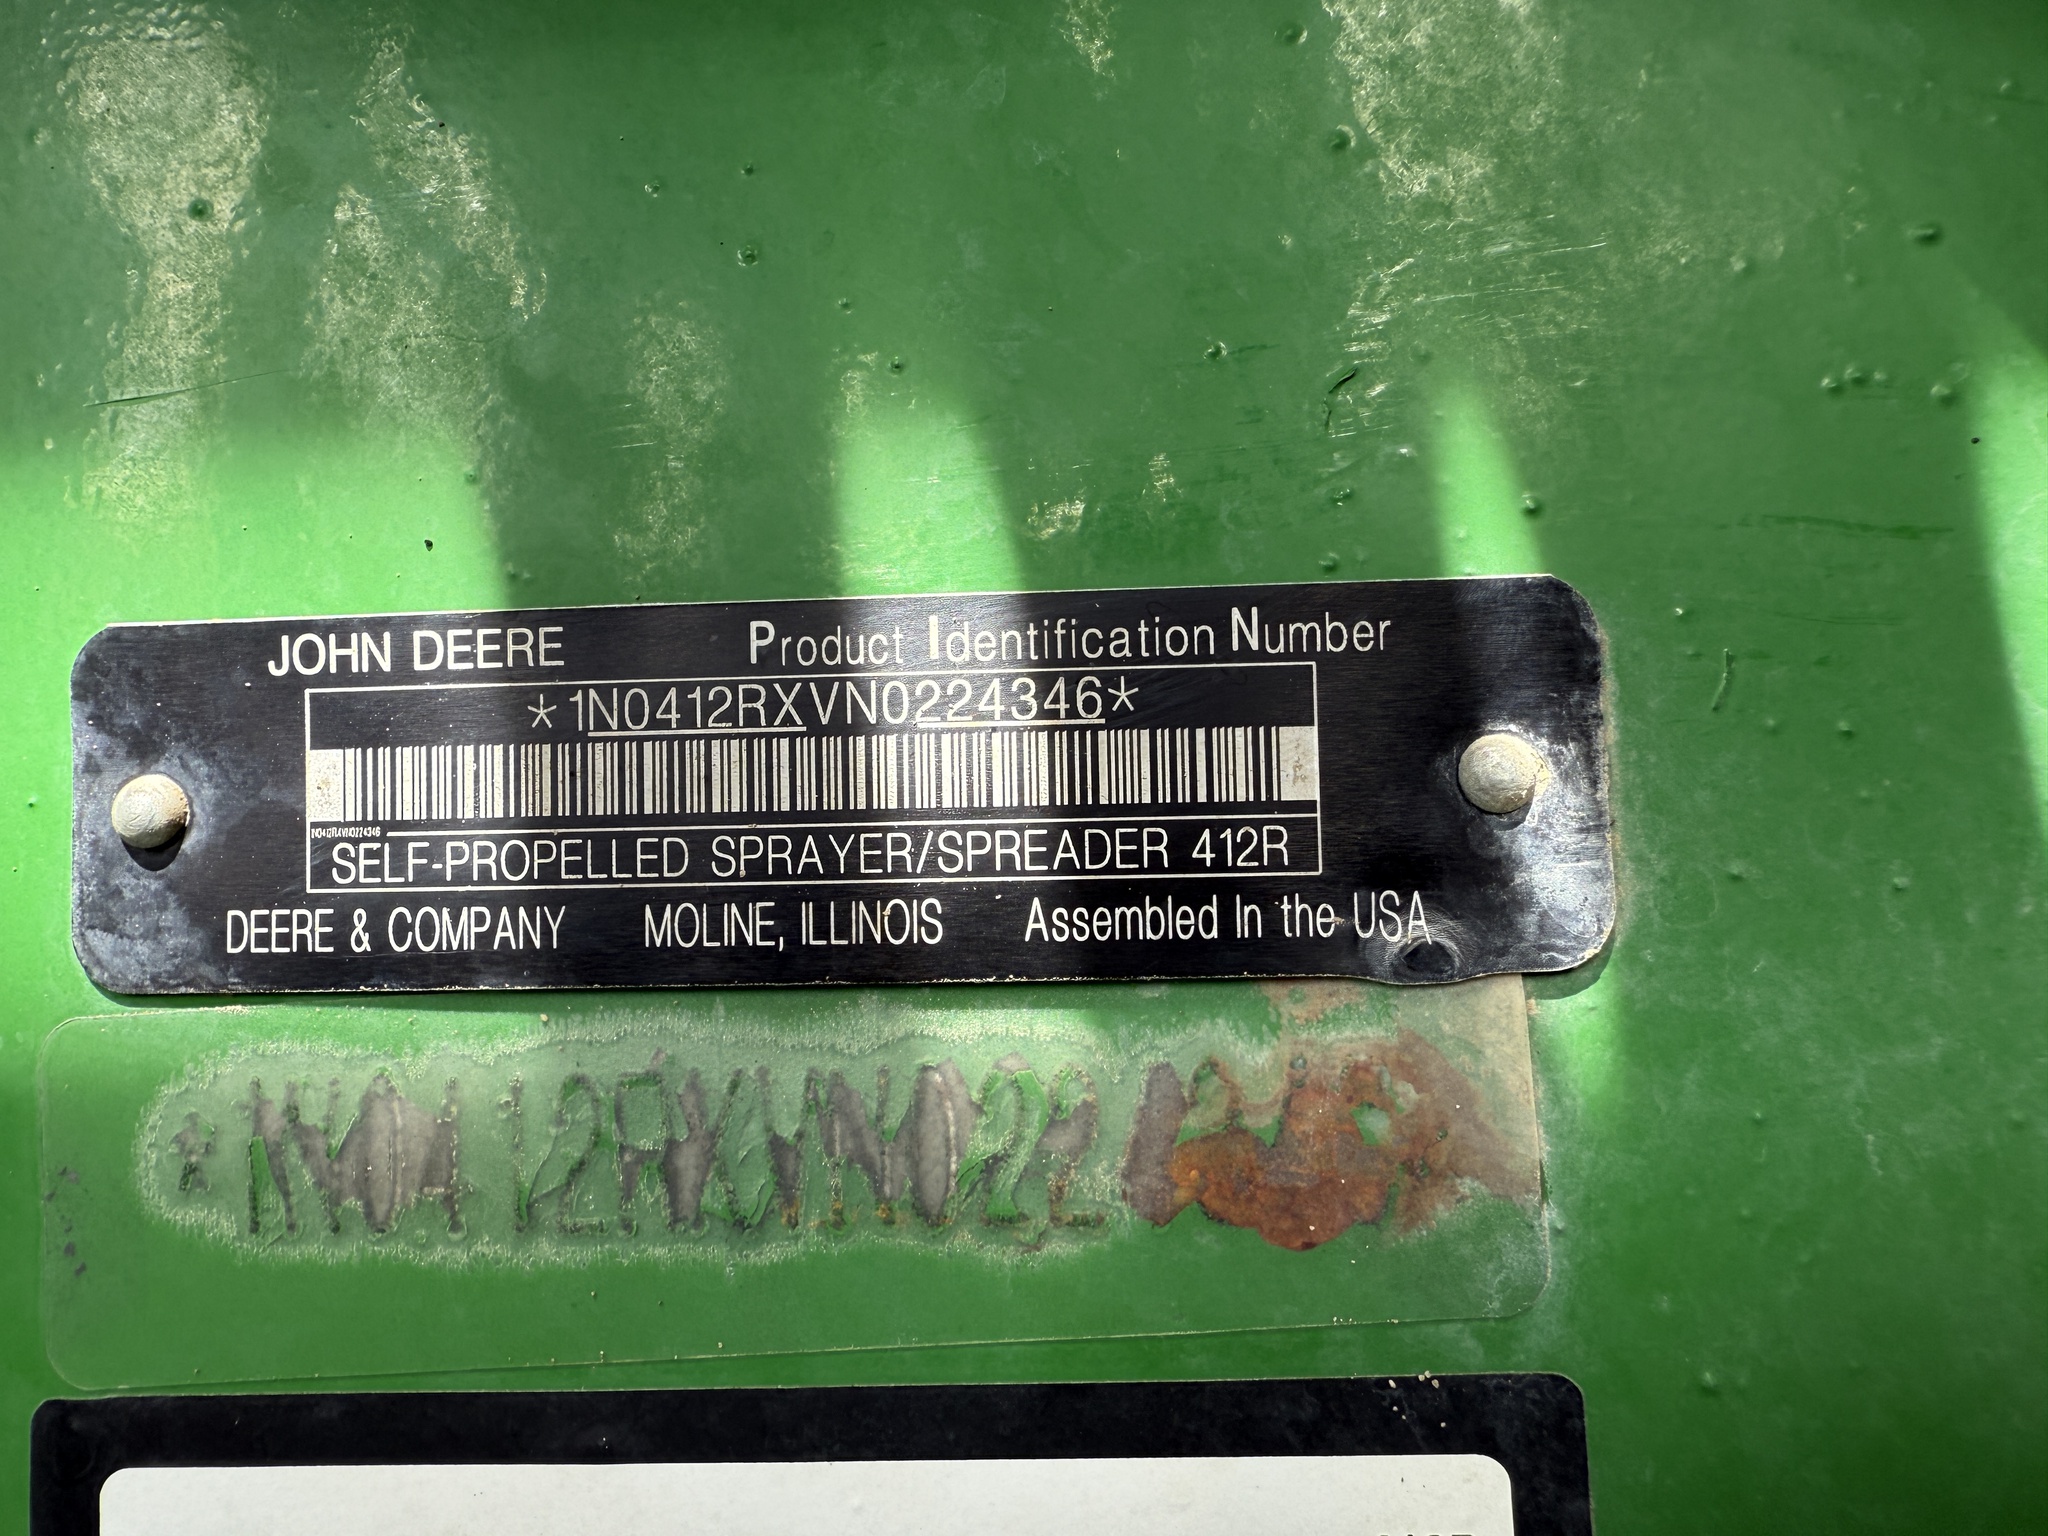 JOHN DEERE Product Identification Number
*1N0412RXVN0224346*
1N0412RXVN0224346
SELF-PROPELLED SPRAYER/SPREADER 412R
DEERE & COMPANY MOLINE, ILLINOIS Assembled In the USA